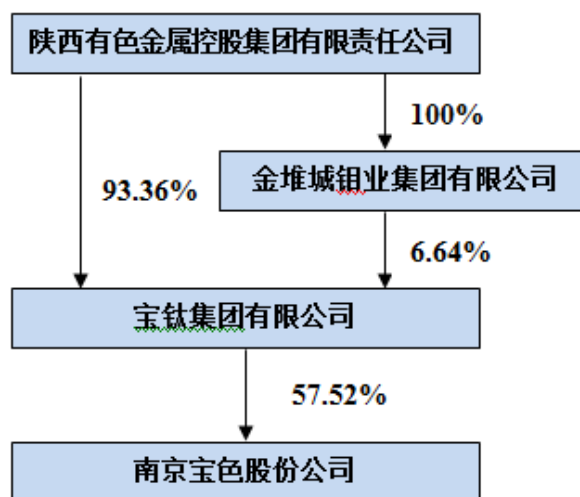 陕西有色金属控股集团有限责任公司
100%
金堆城钼业集团有限公司
93.36%
6.64%
宝钛集团有限公司
57.52%
南京宝色股份公司